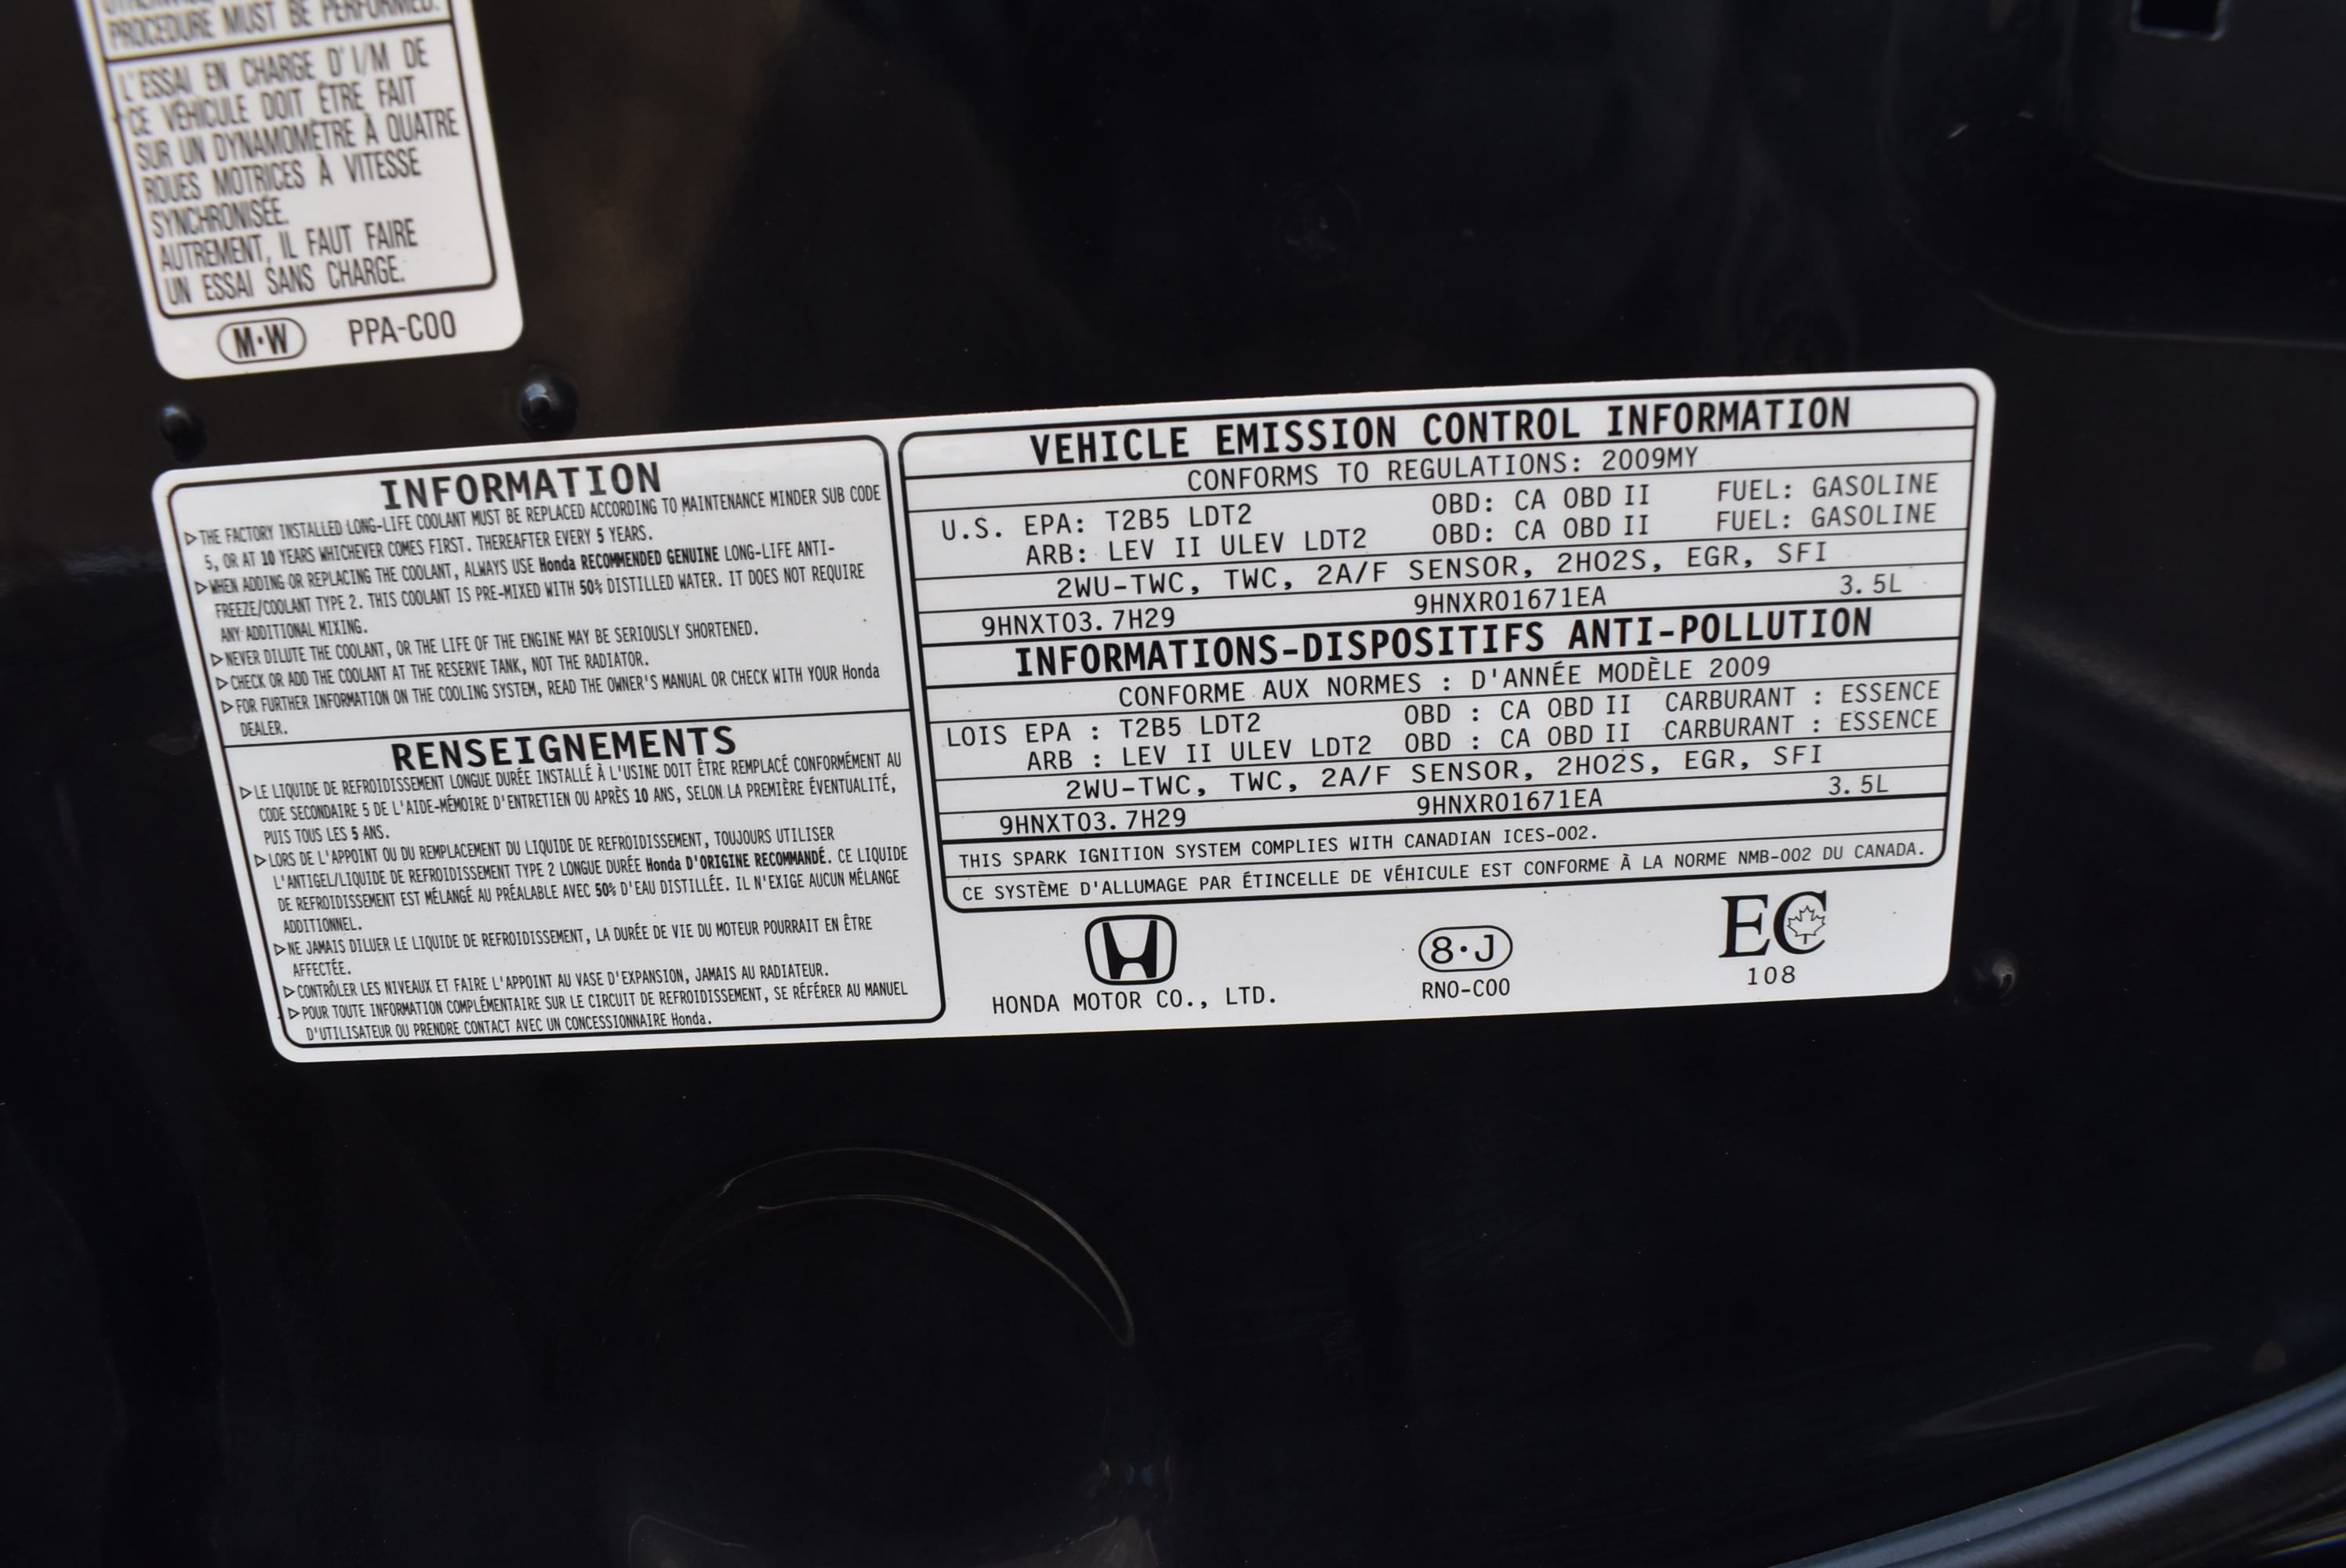 PROCEDURE MUST BE PERFORMED.
L'ESSAI EN CHARGE D'I/M DE
CE VÉHICULE DOIT ÊTRE FAIT
SUR UN DYNAMOMÈTRE À QUATRE
ROUES MOTRICES À VITESSE
SYNCHRONISÉE.
AUTREMENT, IL FAUT FAIRE
UN ESSAI SANS CHARGE.
M·W PPA-C00
INFORMATION
▷THE FACTORY INSTALLED LONG-LIFE COOLANT MUST BE REPLACED ACCORDING TO MAINTENANCE MINDER SUB CODE
5, OR AT 10 YEARS WHICHEVER COMES FIRST. THEREAFTER EVERY 5 YEARS.
▷WHEN ADDING OR REPLACING THE COOLANT, ALWAYS USE Honda RECOMMENDED GENUINE LONG-LIFE ANTI-
FREEZE/COOLANT TYPE 2. THIS COOLANT IS PRE-MIXED WITH 50% DISTILLED WATER. IT DOES NOT REQUIRE
ANY ADDITIONAL MIXING.
▷NEVER DILUTE THE COOLANT, OR THE LIFE OF THE ENGINE MAY BE SERIOUSLY SHORTENED.
▷CHECK OR ADD THE COOLANT AT THE RESERVE TANK, NOT THE RADIATOR.
▷FOR FURTHER INFORMATION ON THE COOLING SYSTEM, READ THE OWNER'S MANUAL OR CHECK WITH YOUR Honda
DEALER.
RENSEIGNEMENTS
▷LE LIQUIDE DE REFROIDISSEMENT LONGUE DURÉE INSTALLÉ À L'USINE DOIT ÊTRE REMPLACÉ CONFORMÉMENT AU
CODE SECONDAIRE 5 DE L'AIDE-MÉMOIRE D'ENTRETIEN OU APRÈS 10 ANS, SELON LA PREMIÈRE ÉVENTUALITÉ,
PUIS TOUS LES 5 ANS.
▷LORS DE L'APPOINT OU DU REMPLACEMENT DU LIQUIDE DE REFROIDISSEMENT, TOUJOURS UTILISER
L'ANTIGEL/LIQUIDE DE REFROIDISSEMENT TYPE 2 LONGUE DURÉE Honda D'ORIGINE RECOMMANDÉ. CE LIQUIDE
DE REFROIDISSEMENT EST MÉLANGÉ AU PRÉALABLE AVEC 50% D'EAU DISTILLÉE. IL N'EXIGE AUCUN MÉLANGE
ADDITIONNEL.
▷NE JAMAIS DILUER LE LIQUIDE DE REFROIDISSEMENT, LA DURÉE DE VIE DU MOTEUR POURRAIT EN ÊTRE
AFFECTÉE.
▷CONTRÔLER LES NIVEAUX ET FAIRE L'APPOINT AU VASE D'EXPANSION, JAMAIS AU RADIATEUR.
▷POUR TOUTE INFORMATION COMPLÉMENTAIRE SUR LE CIRCUIT DE REFROIDISSEMENT, SE RÉFÉRER AU MANUEL
D'UTILISATEUR OU PRENDRE CONTACT AVEC UN CONCESSIONNAIRE Honda.
VEHICLE EMISSION CONTROL INFORMATION
CONFORMS TO REGULATIONS: 2009MY
U.S. EPA: T2B5 LDT2 OBD: CA OBD II FUEL: GASOLINE
ARB: LEV II ULEV LDT2 OBD: CA OBD II FUEL: GASOLINE
2WU-TWC, TWC, 2A/F SENSOR, 2HO2S, EGR, SFI
9HNXT03.7H29 9HNXR01671EA 3.5L
INFORMATIONS-DISPOSITIFS ANTI-POLLUTION
CONFORME AUX NORMES : D'ANNÉE MODÈLE 2009
LOIS EPA : T2B5 LDT2 OBD : CA OBD II CARBURANT : ESSENCE
ARB : LEV II ULEV LDT2 OBD : CA OBD II CARBURANT : ESSENCE
2WU-TWC, TWC, 2A/F SENSOR, 2HO2S, EGR, SFI
9HNXT03.7H29 9HNXR01671EA 3.5L
THIS SPARK IGNITION SYSTEM COMPLIES WITH CANADIAN ICES-002.
CE SYSTÈME D'ALLUMAGE PAR ÉTINCELLE DE VÉHICULE EST CONFORME À LA NORME NMB-002 DU CANADA.
HONDA MOTOR CO., LTD.
8·J
RNO-C00
EC
108